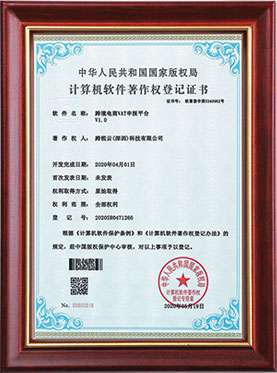 中华人民共和国国家版权局
计算机软件著作权登记证书
证书号： 软著登字第5340962号
软件名称： 跨境电商VAT申报平台
V1.0
著作权人： 跨税云(深圳)科技有限公司
开发完成日期： 2020年04月01日
首次发表日期： 未发表
权利取得方式： 原始取得
权利范围： 全部权利
登记号： 2020SR0471266
根据《计算机软件保护条例》和《计算机软件著作权登记办法》的
规定，经中国版权保护中心审核，对以上事项予以登记。
中华人民共和国国家版权局
计算机软件著作权
登记专用章
No.
2020年05月19日